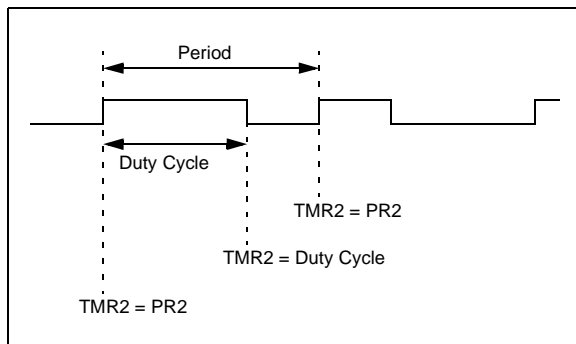 Period
Duty Cycle
TMR2 = PR2
TMR2 = Duty Cycle
TMR2 = PR2